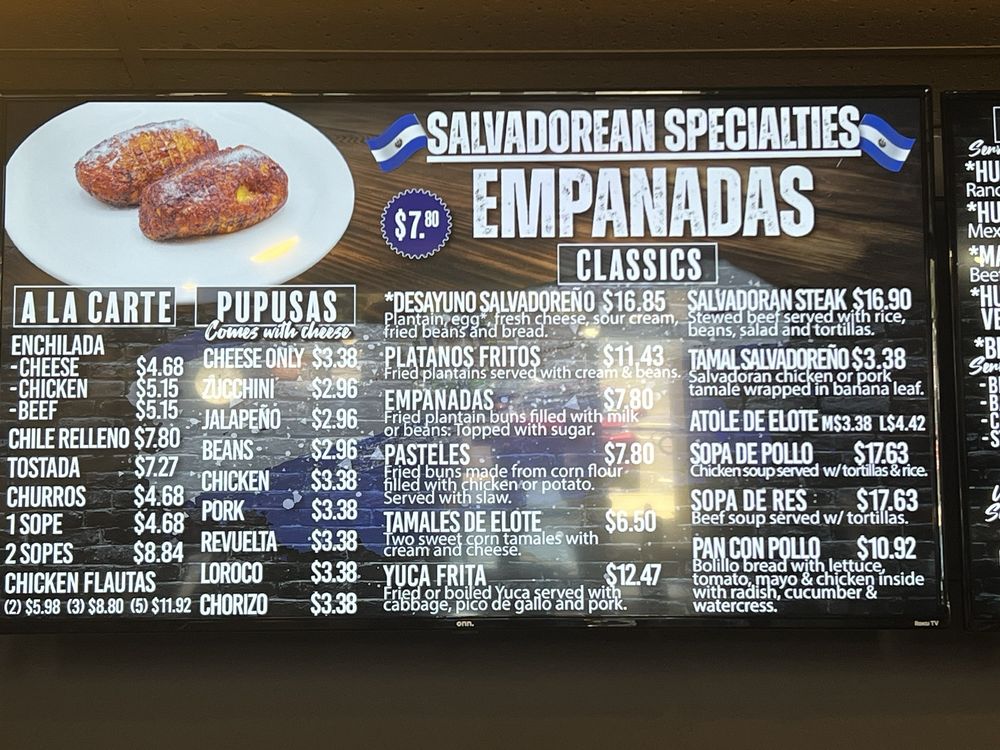 SALVADOREAN SPECIALTIES
EMPANADAS
$7.80
CLASSICS
A LA CARTE
ENCHILADA
-CHEESE $4.68
-CHICKEN $5.15
-BEEF $5.15
CHILE RELLENO $7.80
TOSTADA $7.27
CHURROS $4.68
1 SOPE $4.68
2 SOPES $8.84
CHICKEN FLAUTAS
(2) $5.98 (3) $8.80 (5) $11.92
PUPUSAS
Comes with cheese
CHEESE ONLY $3.38
ZUCCHINI $2.96
JALAPEÑO $2.96
BEANS $2.96
CHICKEN $3.38
PORK $3.38
REVUELTA $3.38
LOROCO $3.38
CHORIZO $3.38
*DESAYUNO SALVADOREÑO $16.85
Plantain, egg*, fresh cheese, sour cream,
fried beans and bread.
PLATANOS FRITOS $11.43
Fried plantains served with cream & beans.
EMPANADAS $7.80
Fried plantain buns filled with milk
or beans. Topped with sugar.
PASTELES $7.80
Fried buns made from corn flour
filled with chicken or potato.
Served with slaw.
TAMALES DE ELOTE $6.50
Two sweet corn tamales with
cream and cheese.
YUCA FRITA $12.47
Fried or boiled Yuca served with
cabbage, pico de gallo and pork.
SALVADORAN STEAK $16.90
Stewed beef served with rice,
beans, salad and tortillas.
TAMAL SALVADOREÑO $3.38
Salvadoran chicken or pork
tamale wrapped in banana leaf.
ATOLE DE ELOTE M$3.38 L$4.42
SOPA DE POLLO $17.63
Chicken soup served w/ tortillas & rice.
SOPA DE RES $17.63
Beef soup served w/ tortillas.
PAN CON POLLO $10.92
Bolillo bread with lettuce,
tomato, mayo & chicken inside
with radish, cucumber &
watercress.
onn.
Roku TV